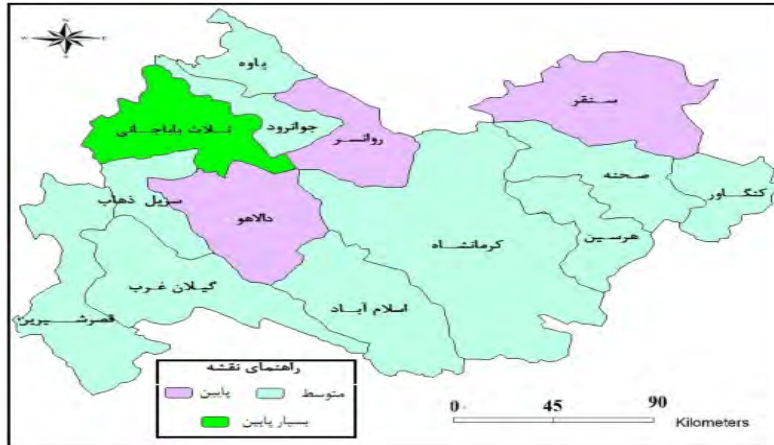 N
W
E
S
پاوه
سنقر
ثلاث باباجانی
جوانرود
روانسر
صحنه
کنگاور
سرپل ذهاب
دالاهو
هرسین
کرمانشاه
گیلان غرب
اسلام آباد
قصرشیرین
راهنمای نقشه
متوسط
پایین
بسیار پایین
0 45 90
Kilometers